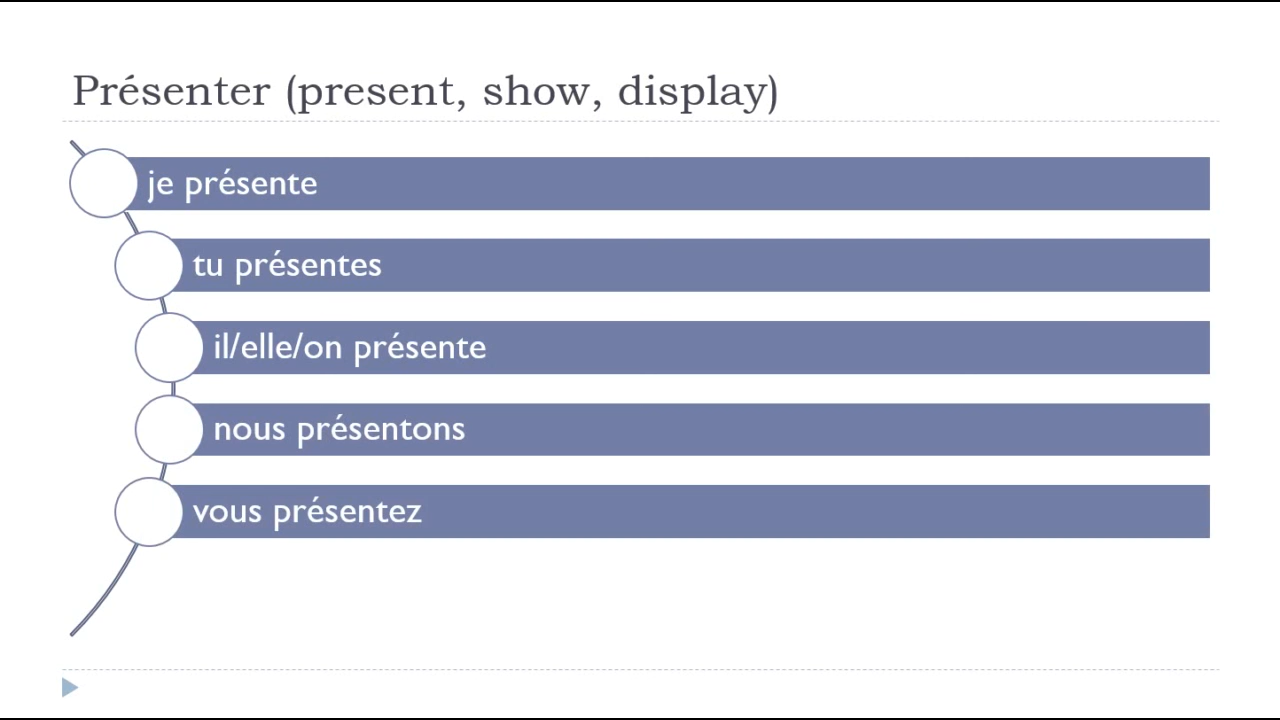 Présenter (present, show, display)
je présente
tu présentes
il/elle/on présente
nous présentons
vous présentez